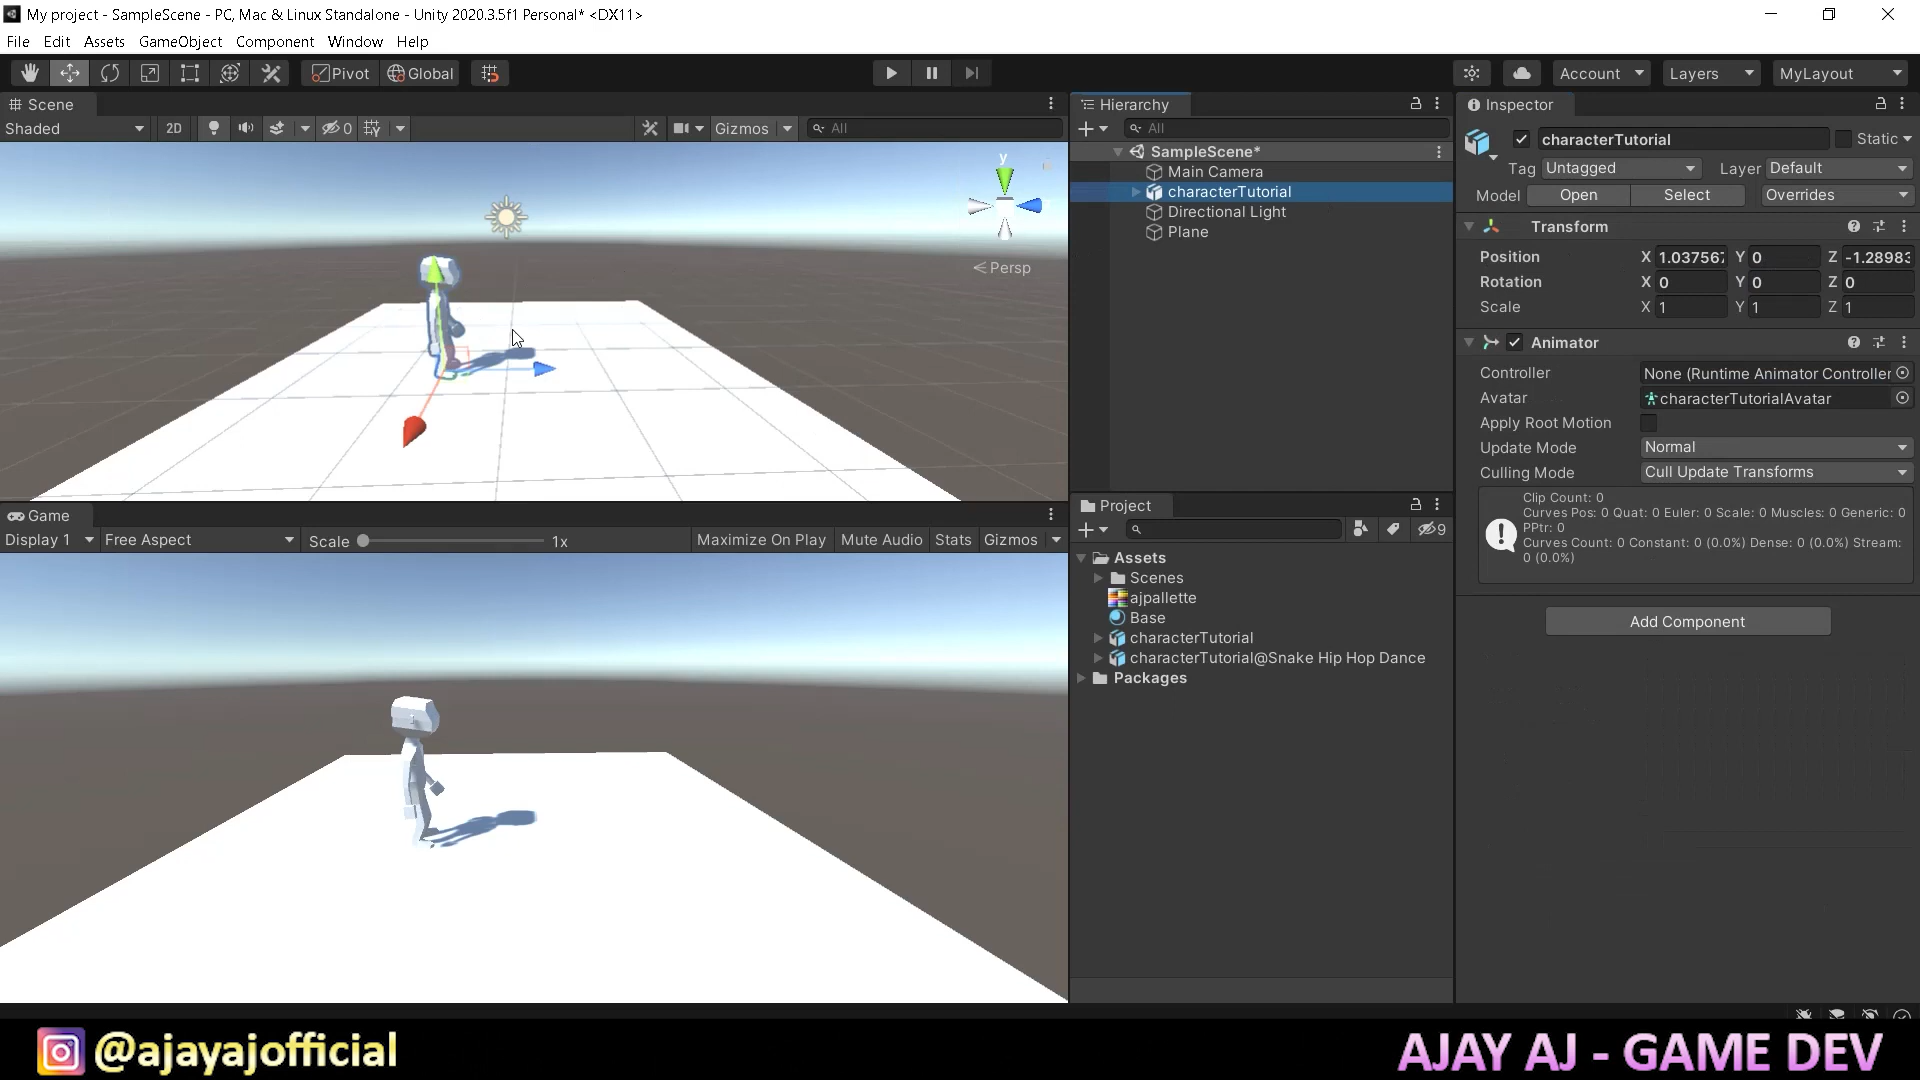 My project - SampleScene - PC, Mac & Linux Standalone - Unity 2020.3.5f1 Personal* <DX11>
File Edit Assets GameObject Component Window Help
Pivot Global
Account Layers MyLayout
Scene
Shaded 2D 0 Gizmos All
y
Persp
Game
Display 1 Free Aspect Scale 1x Maximize On Play Mute Audio Stats Gizmos
Hierarchy
All
SampleScene*
Main Camera
characterTutorial
Directional Light
Plane
Project
9
Assets
Scenes
ajpallette
Base
characterTutorial
characterTutorial@Snake Hip Hop Dance
Packages
Inspector
characterTutorial Static
Tag Untagged Layer Default
Model Open Select Overrides
Transform
Position X 1.037567 Y 0 Z -1.28983
Rotation X 0 Y 0 Z 0
Scale X 1 Y 1 Z 1
Animator
Controller None (Runtime Animator Controller
Avatar characterTutorialAvatar
Apply Root Motion
Update Mode Normal
Culling Mode Cull Update Transforms
Clip Count: 0
Curves Pos: 0 Quat: 0 Euler: 0 Scale: 0 Muscles: 0 Generic: 0
PPtr: 0
Curves Count: 0 Constant: 0 (0.0%) Dense: 0 (0.0%) Stream:
0 (0.0%)
Add Component
@ajayajofficial
AJAY AJ - GAME DEV